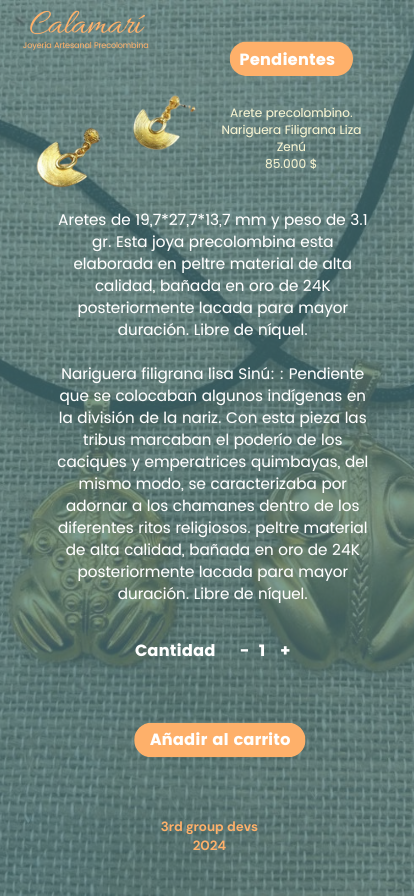 Calamarí
Joyería Artesanal Precolombina
Pendientes
Arete precolombino.
Nariguera Filigrana Liza
Zenú
85.000 $
Aretes de 19,7*27,7*13,7 mm y peso de 3.1
gr. Esta joya precolombina esta
elaborada en peltre material de alta
calidad, bañada en oro de 24K
posteriormente lacada para mayor
duración. Libre de níquel.
Nariguera filigrana lisa Sinú: : Pendiente
que se colocaban algunos indígenas en
la división de la nariz. Con esta pieza las
tribus marcaban el poderío de los
caciques y emperatrices quimbayas, del
mismo modo, se caracterizaba por
adornar a los chamanes dentro de los
diferentes ritos religiosos. peltre material
de alta calidad, bañada en oro de 24K
posteriormente lacada para mayor
duración. Libre de níquel.
Cantidad - 1 +
Añadir al carrito
3rd group devs
2024